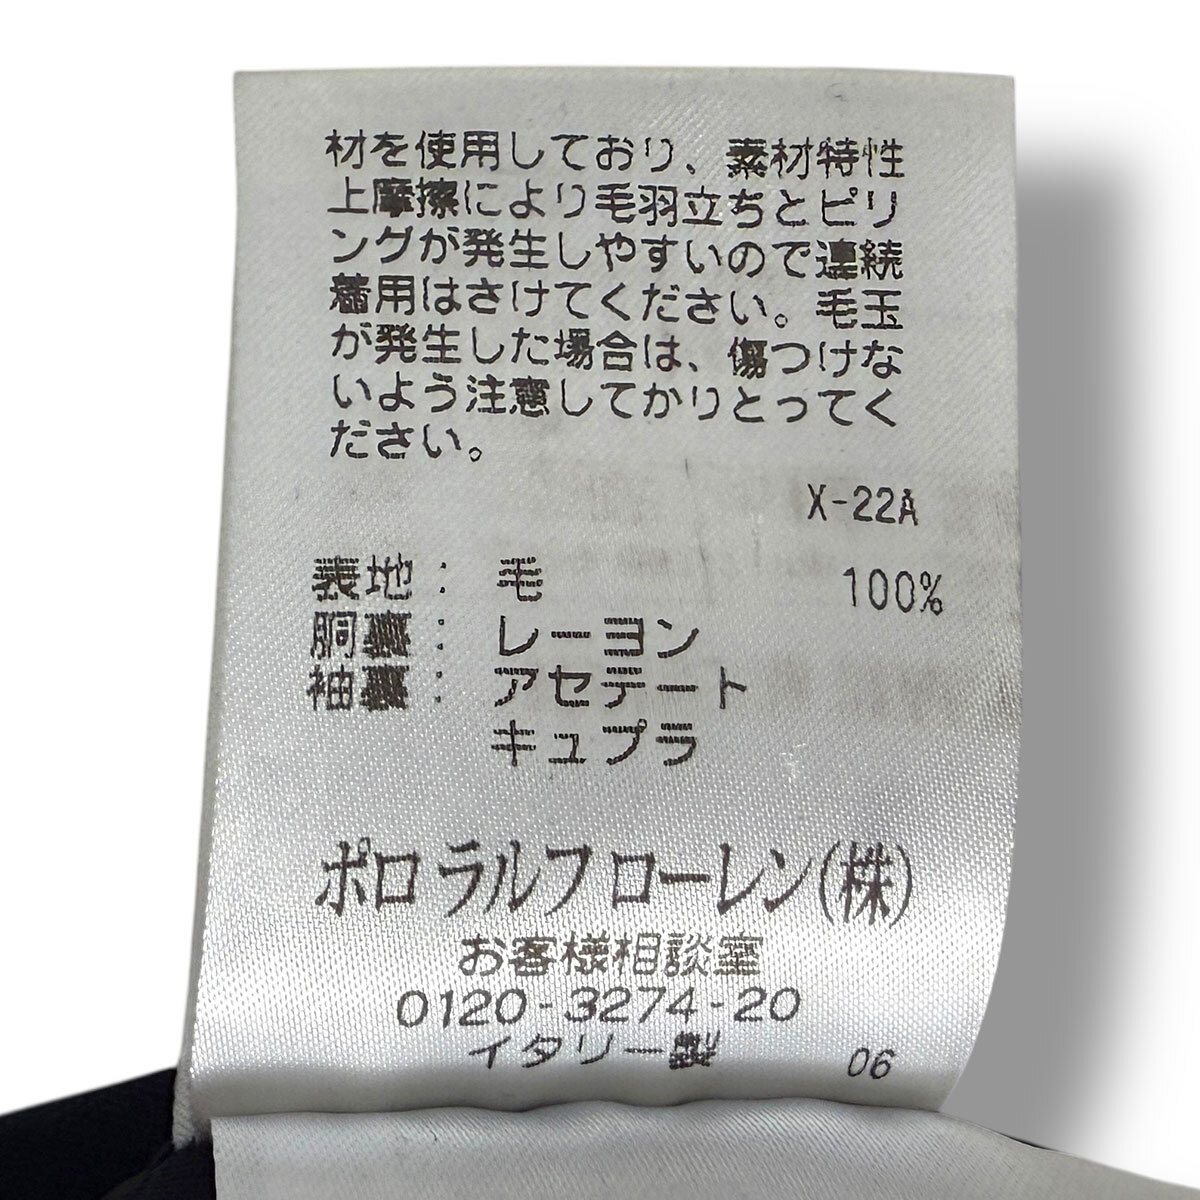 材を使用しており、素材特性
上摩擦により毛羽立ちとピリ
ングが発生しやすいので連続
着用はさけてください。毛玉
が発生した場合は、傷つけな
いよう注意してかりとってく
ださい。
X-22A
表地: 毛 100%
胴裏: レーヨン
袖裏: アセテート
キュプラ
ポロ ラルフ ローレン(株)
お客様相談室
0120-3274-20
イタリー製 06